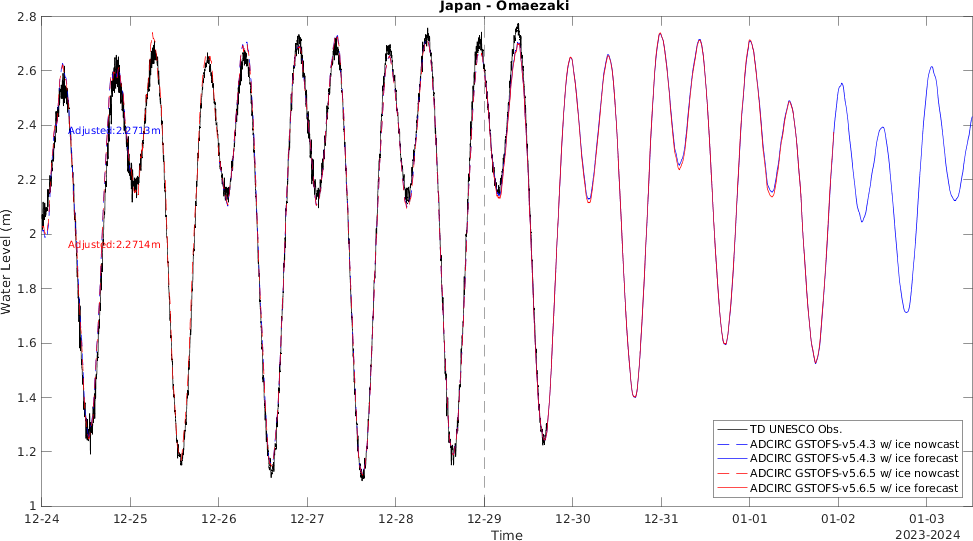 Japan - Omaezaki
2.8
2.6
2.4
2.2
2
1.8
1.6
1.4
1.2
1
Water Level (m)
Adjusted:2.2713m
Adjusted:2.2714m
TD UNESCO Obs.
ADCIRC GSTOFS-v5.4.3 w/ ice nowcast
ADCIRC GSTOFS-v5.4.3 w/ ice forecast
ADCIRC GSTOFS-v5.6.5 w/ ice nowcast
ADCIRC GSTOFS-v5.6.5 w/ ice forecast
12-24 12-25 12-26 12-27 12-28 12-29 12-30 12-31 01-01 01-02 01-03
Time
2023-2024